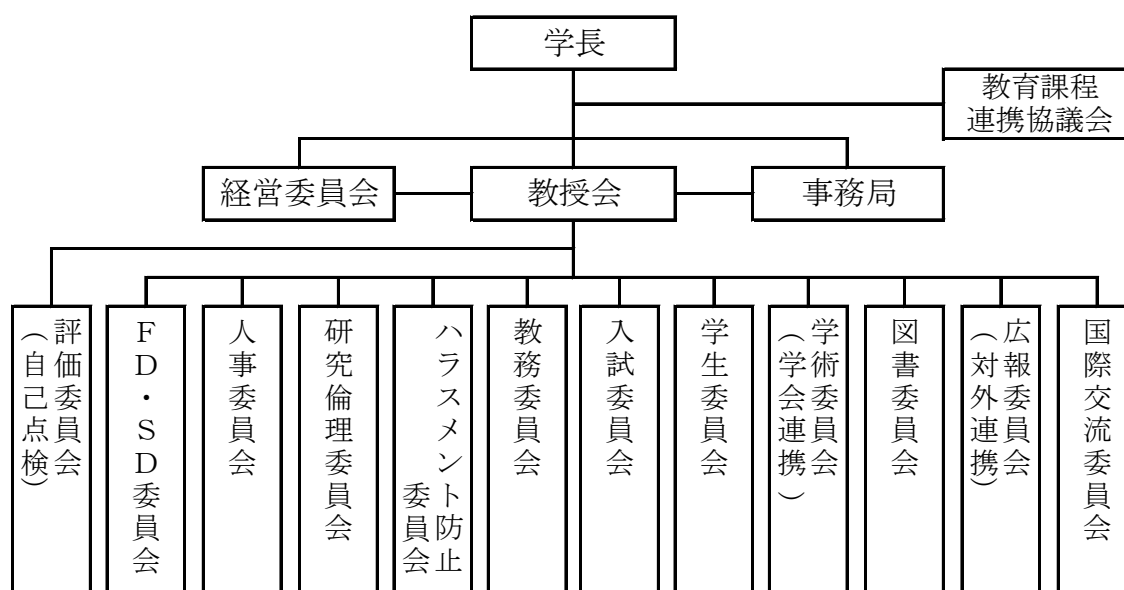 学長
教育課程
連携協議会
経営委員会
教授会
事務局
評価委員会
（自己点検）
ＦＤ・ＳＤ委員会
人事委員会
研究倫理委員会
ハラスメント防止
委員会
教務委員会
入試委員会
学生委員会
学術委員会
（学会連携）
図書委員会
広報委員会
（対外連携）
国際交流委員会